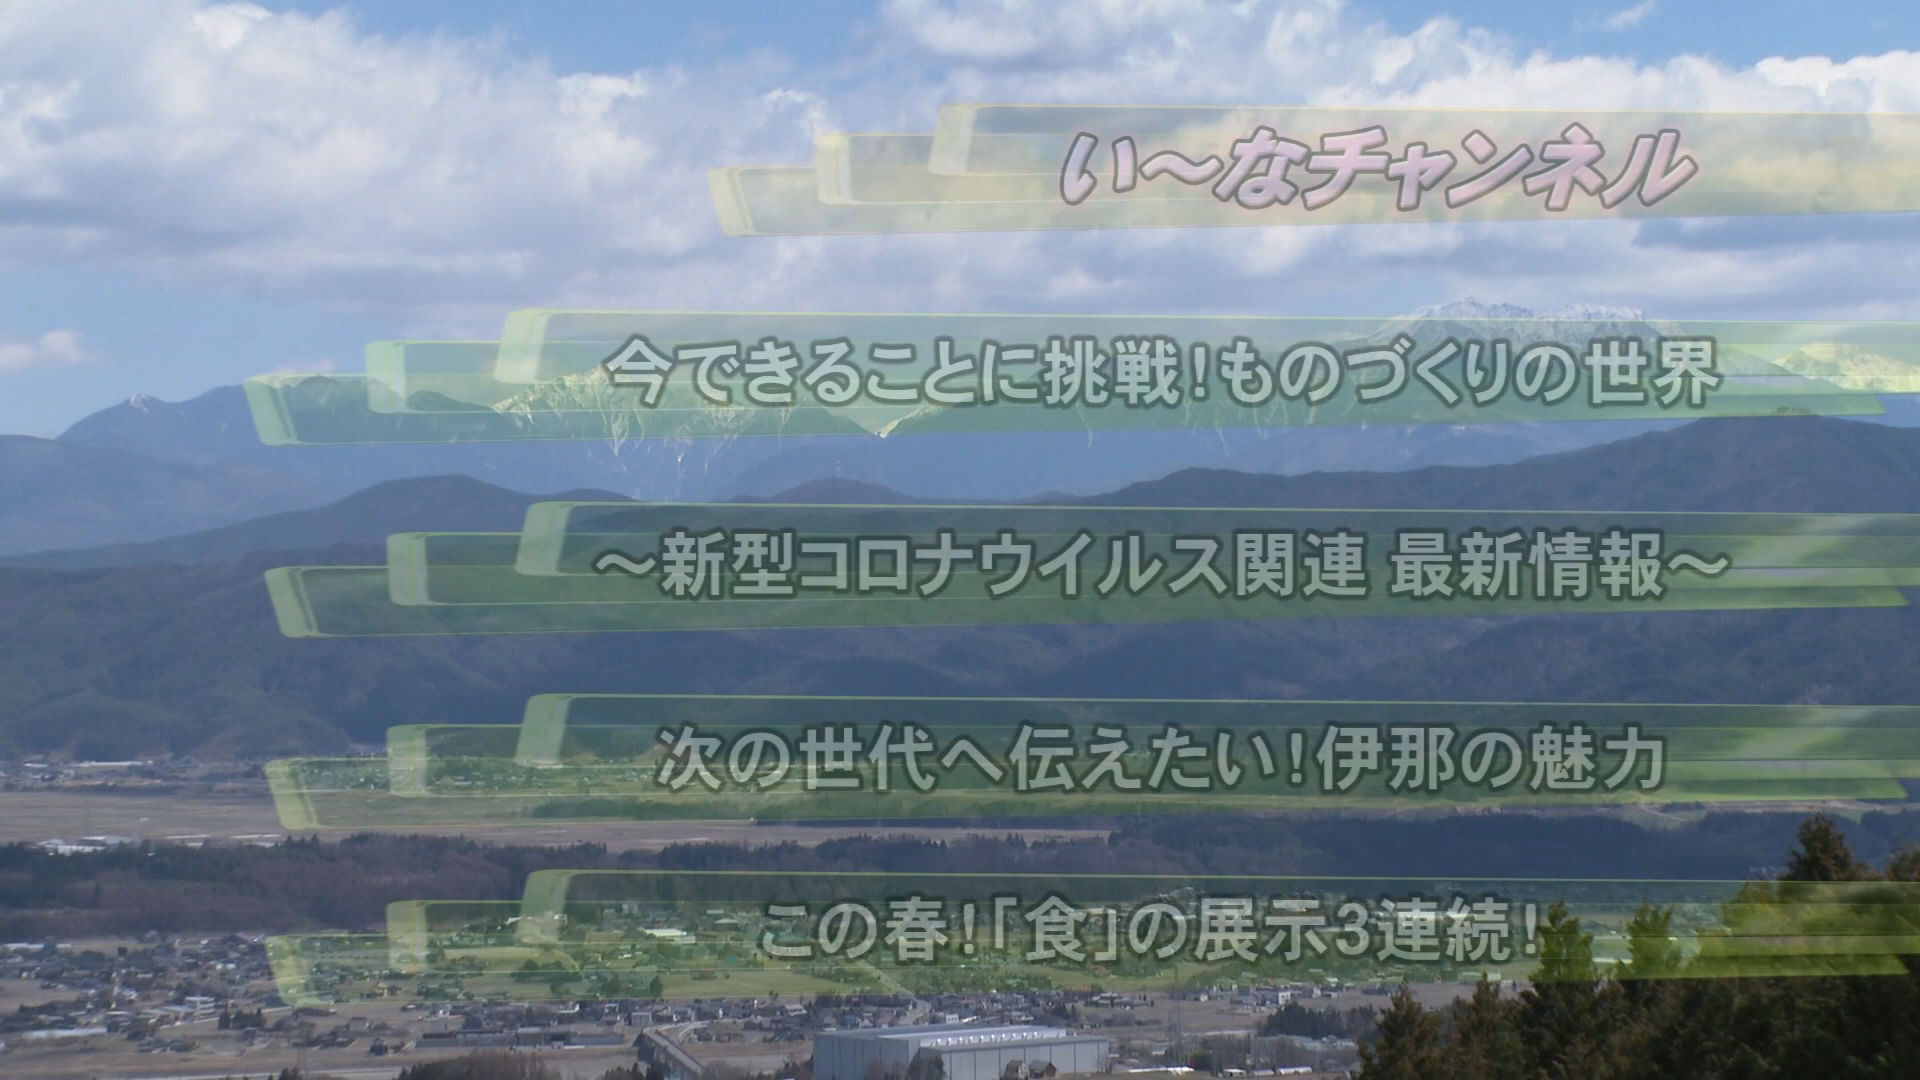 い～なチャンネル
今できることに挑戦！ものづくりの世界
～新型コロナウイルス関連 最新情報～
次の世代へ伝えたい！伊那の魅力
この春！「食」の展示3連続！